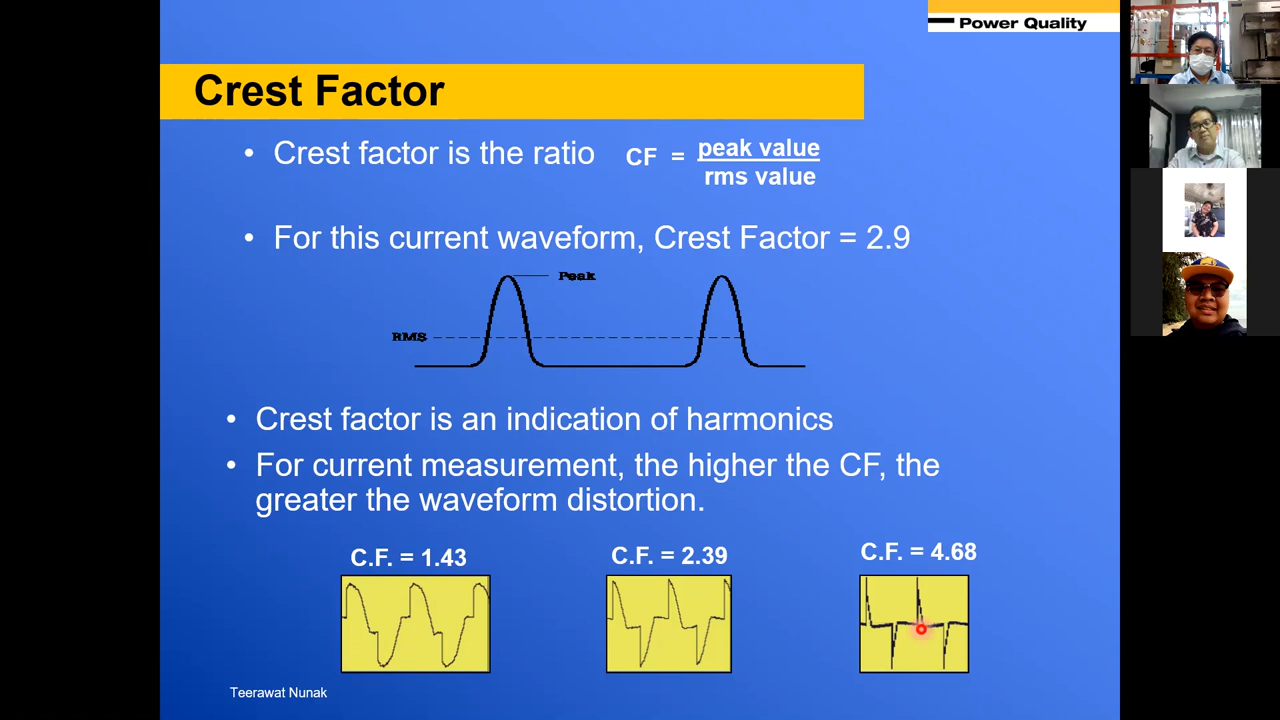 Power Quality
Crest Factor
• Crest factor is the ratio CF = peak value
rms value
• For this current waveform, Crest Factor = 2.9
Peak
RMS
• Crest factor is an indication of harmonics
• For current measurement, the higher the CF, the
greater the waveform distortion.
C.F. = 1.43
C.F. = 2.39
C.F. = 4.68
Teerawat Nunak